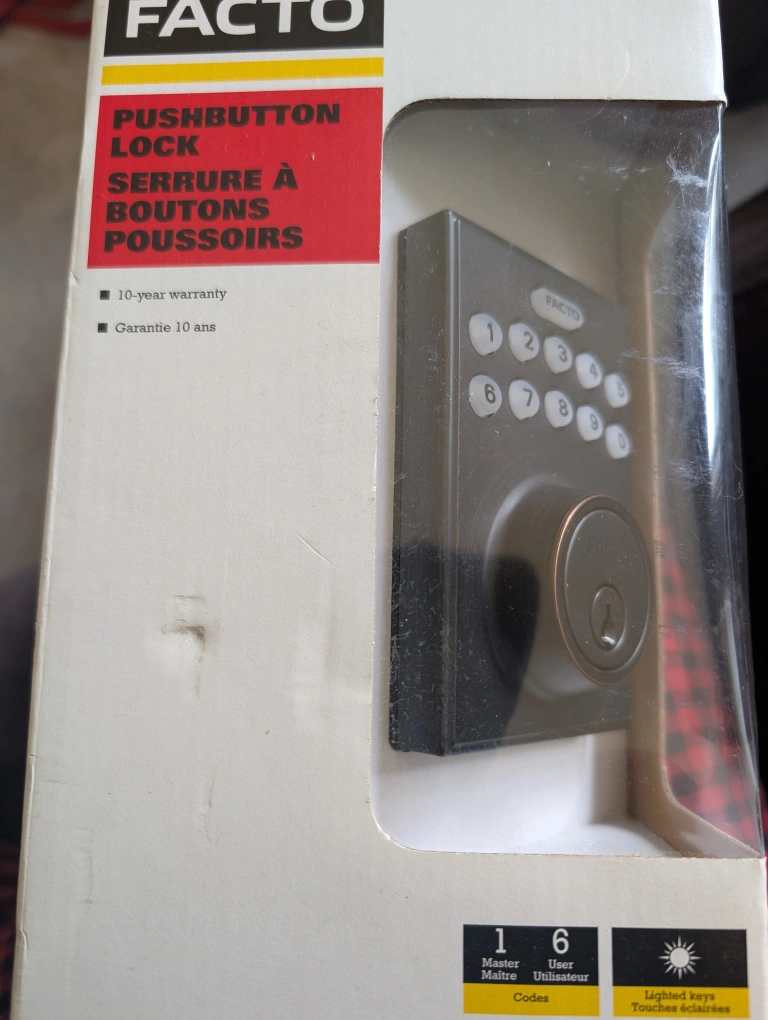 FACTO
PUSHBUTTON
LOCK
SERRURE À
BOUTONS
POUSSOIRS
10-year warranty
Garantie 10 ans
FACTO
1 2 3 4 5
6 7 8 9 0
1 6
Master User
Maître Utilisateur
Codes
Lighted keys
Touches éclairées